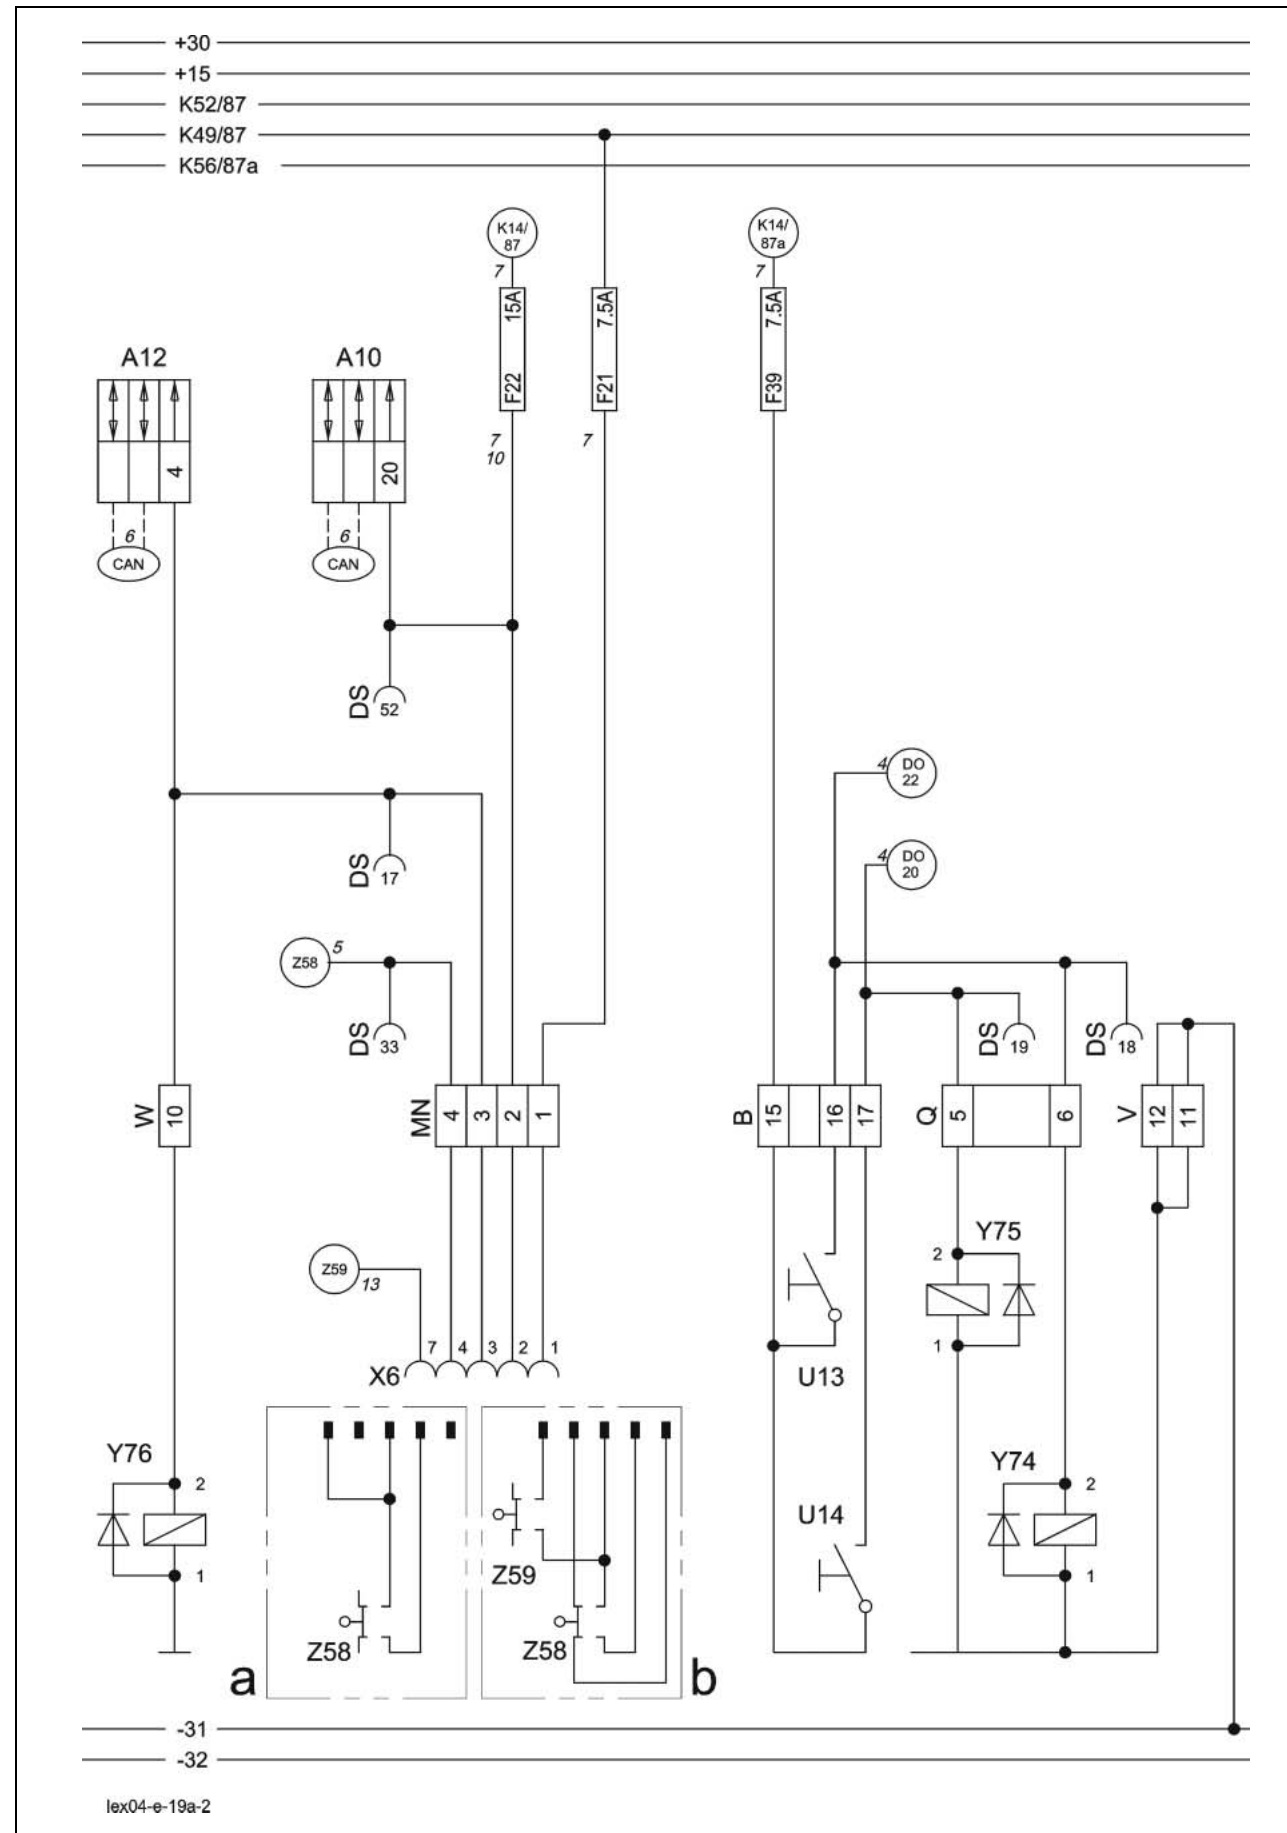 +30
+15
K52/87
K49/87
K56/87a
K14/
87
K14/
87a
7
7
15A
F22
7.5A
F21
7.5A
F39
A12
A10
7
10
7
4
20
6
6
CAN
CAN
DS
52
4
DO
22
DS
17
4
DO
20
Z58
5
DS
33
DS
19
DS
18
W
10
MN
4
3
2
1
B
15
16
17
Q
5
6
V
12
11
Z59
13
2
Y75
1
7
4
3
2
1
X6
U13
Y76
2
1
Y74
2
1
U14
Z59
Z58
Z58
a
b
-31
-32
lex04-e-19a-2